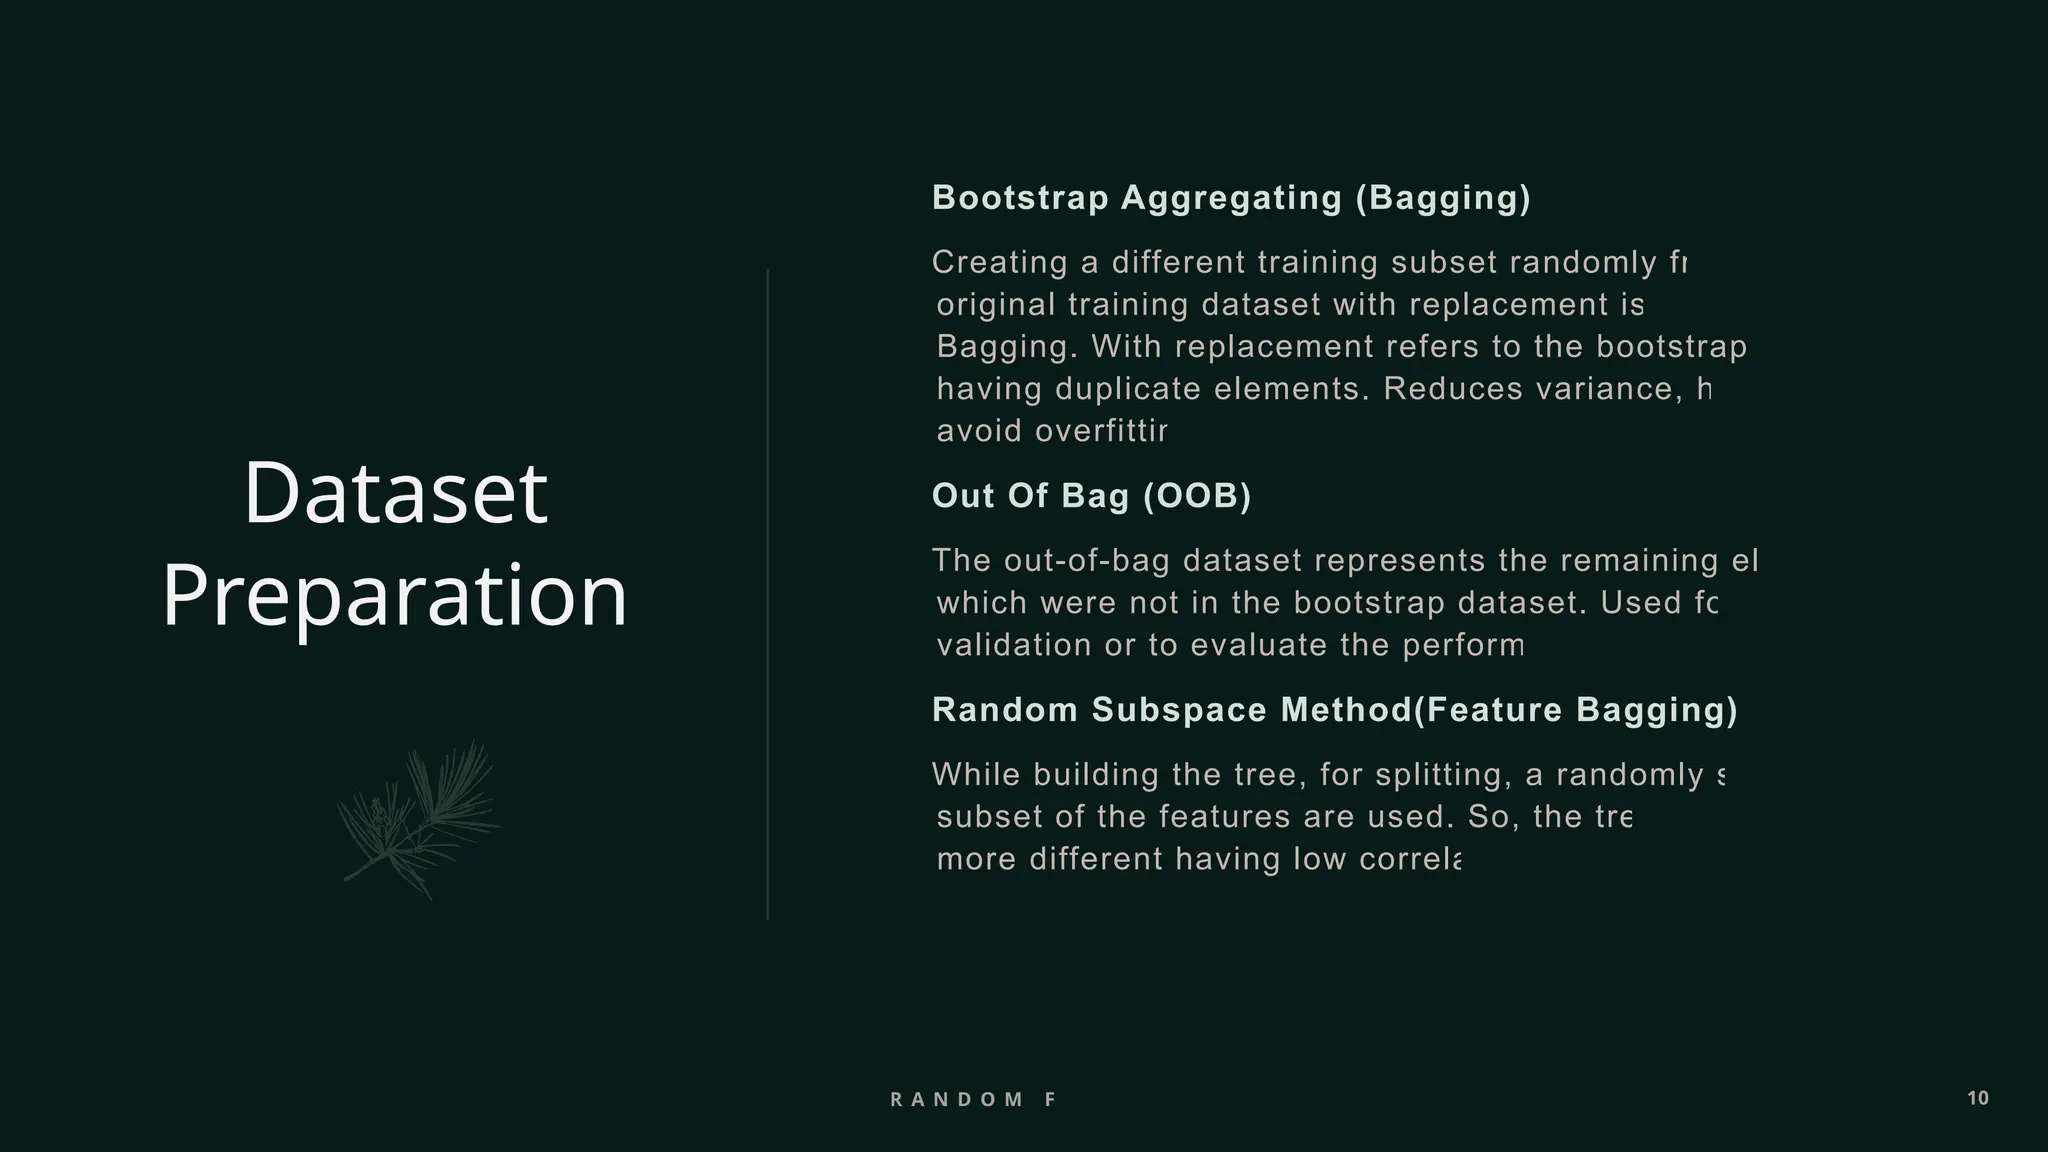 Dataset
Preparation
Bootstrap Aggregating (Bagging)
Creating a different training subset randomly
original training dataset with replacement is
Bagging. With replacement refers to the bootstrap
having duplicate elements. Reduces variance,
avoid
Out Of Bag (OOB)
The out-of-bag dataset represents the remaining
which were not in the bootstrap dataset. Used
validation or to evaluate the
Random Subspace Method(Feature Bagging)
While building the tree, for splitting, a randomly
subset of the features are used. So, the
more different having low
RANDOM F
10